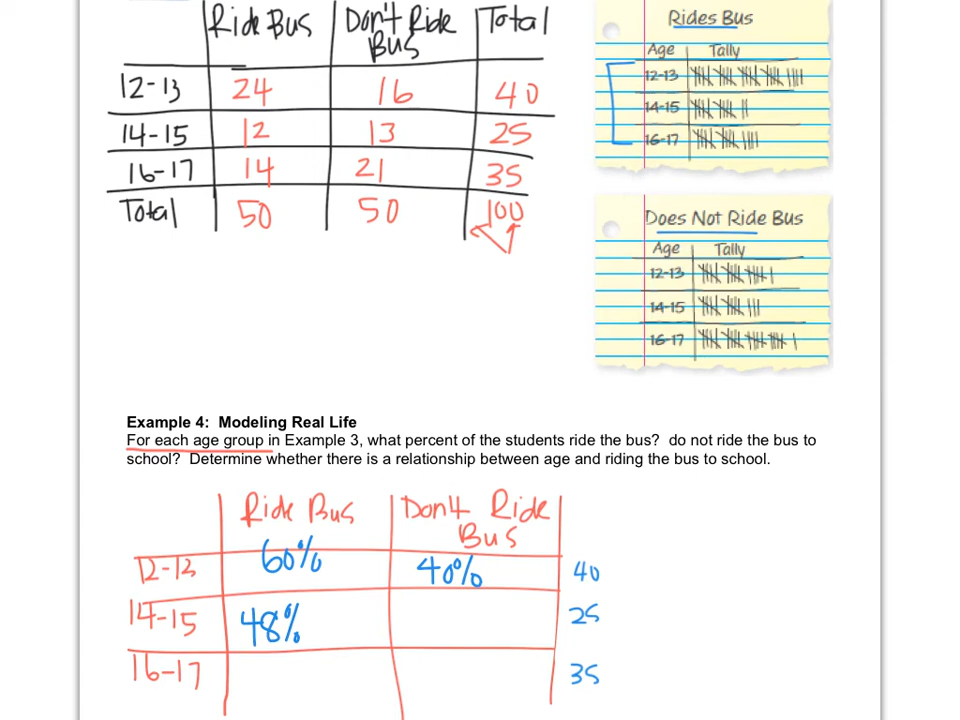 Ride Bus Don't Ride Bus Total
12-13 24 16 40
14-15 12 13 25
16-17 14 21 35
Total 50 50 100
Rides Bus
Age Tally
12-13
14-15
16-17
Does Not Ride Bus
Age Tally
12-13
14-15
16-17
Example 4: Modeling Real Life
For each age group in Example 3, what percent of the students ride the bus? do not ride the bus to
school? Determine whether there is a relationship between age and riding the bus to school.
Ride Bus Don't Ride Bus
12-13 60% 40% 40
14-15 48% 25
16-17 35